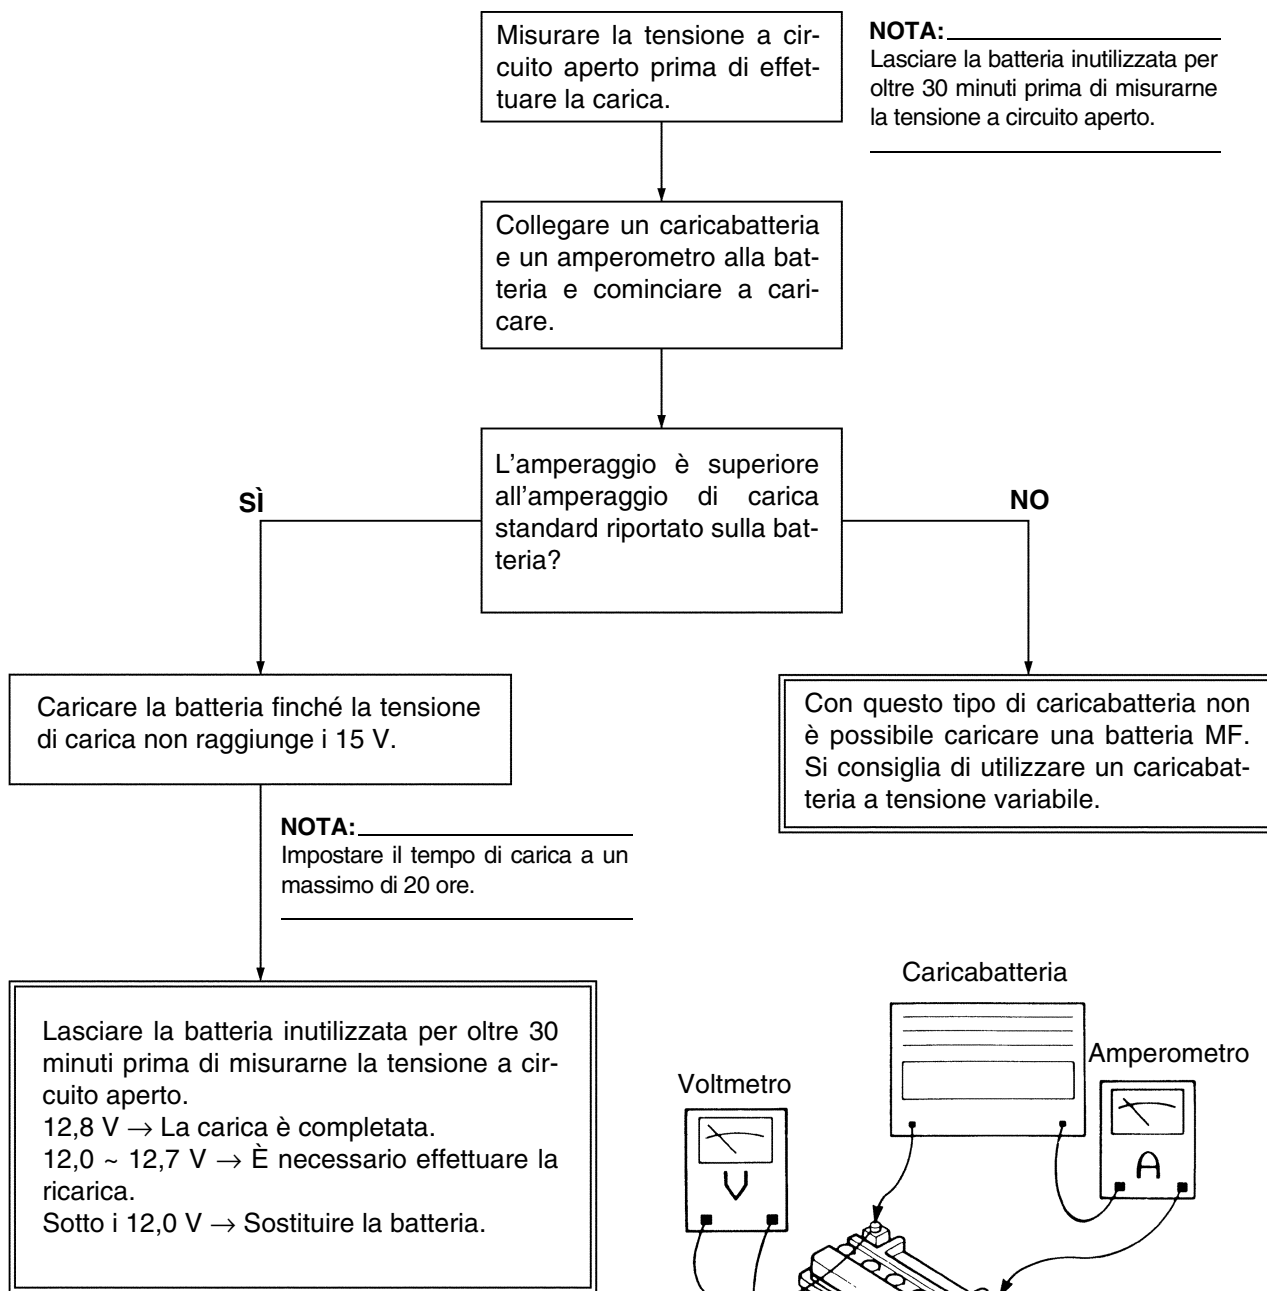 Misurare la tensione a cir-
cuito aperto prima di effet-
tuare la carica.
NOTA:
Lasciare la batteria inutilizzata per
oltre 30 minuti prima di misurarne
la tensione a circuito aperto.
Collegare un caricabatteria
e un amperometro alla bat-
teria e cominciare a cari-
care.
L'amperaggio è superiore
all'amperaggio di carica
standard riportato sulla bat-
teria?
SÌ
NO
Caricare la batteria finché la tensione
di carica non raggiunge i 15 V.
Con questo tipo di caricabatteria non
è possibile caricare una batteria MF.
Si consiglia di utilizzare un caricabat-
teria a tensione variabile.
NOTA:
Impostare il tempo di carica a un
massimo di 20 ore.
Lasciare la batteria inutilizzata per oltre 30
minuti prima di misurarne la tensione a cir-
cuito aperto.
12,8 V → La carica è completata.
12,0 ~ 12,7 V → È necessario effettuare la
ricarica.
Sotto i 12,0 V → Sostituire la batteria.
Caricabatteria
Amperometro
Voltmetro
V
A